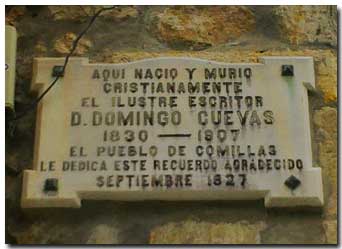 AQUI NACIO Y MURIO
CRISTIANAMENTE
EL ILUSTRE ESCRITOR
D. DOMINGO CUEVAS
1830 — 1907
EL PUEBLO DE COMILLAS
LE DEDICA ESTE RECUERDO AGRADECIDO
SEPTIEMBRE 1827